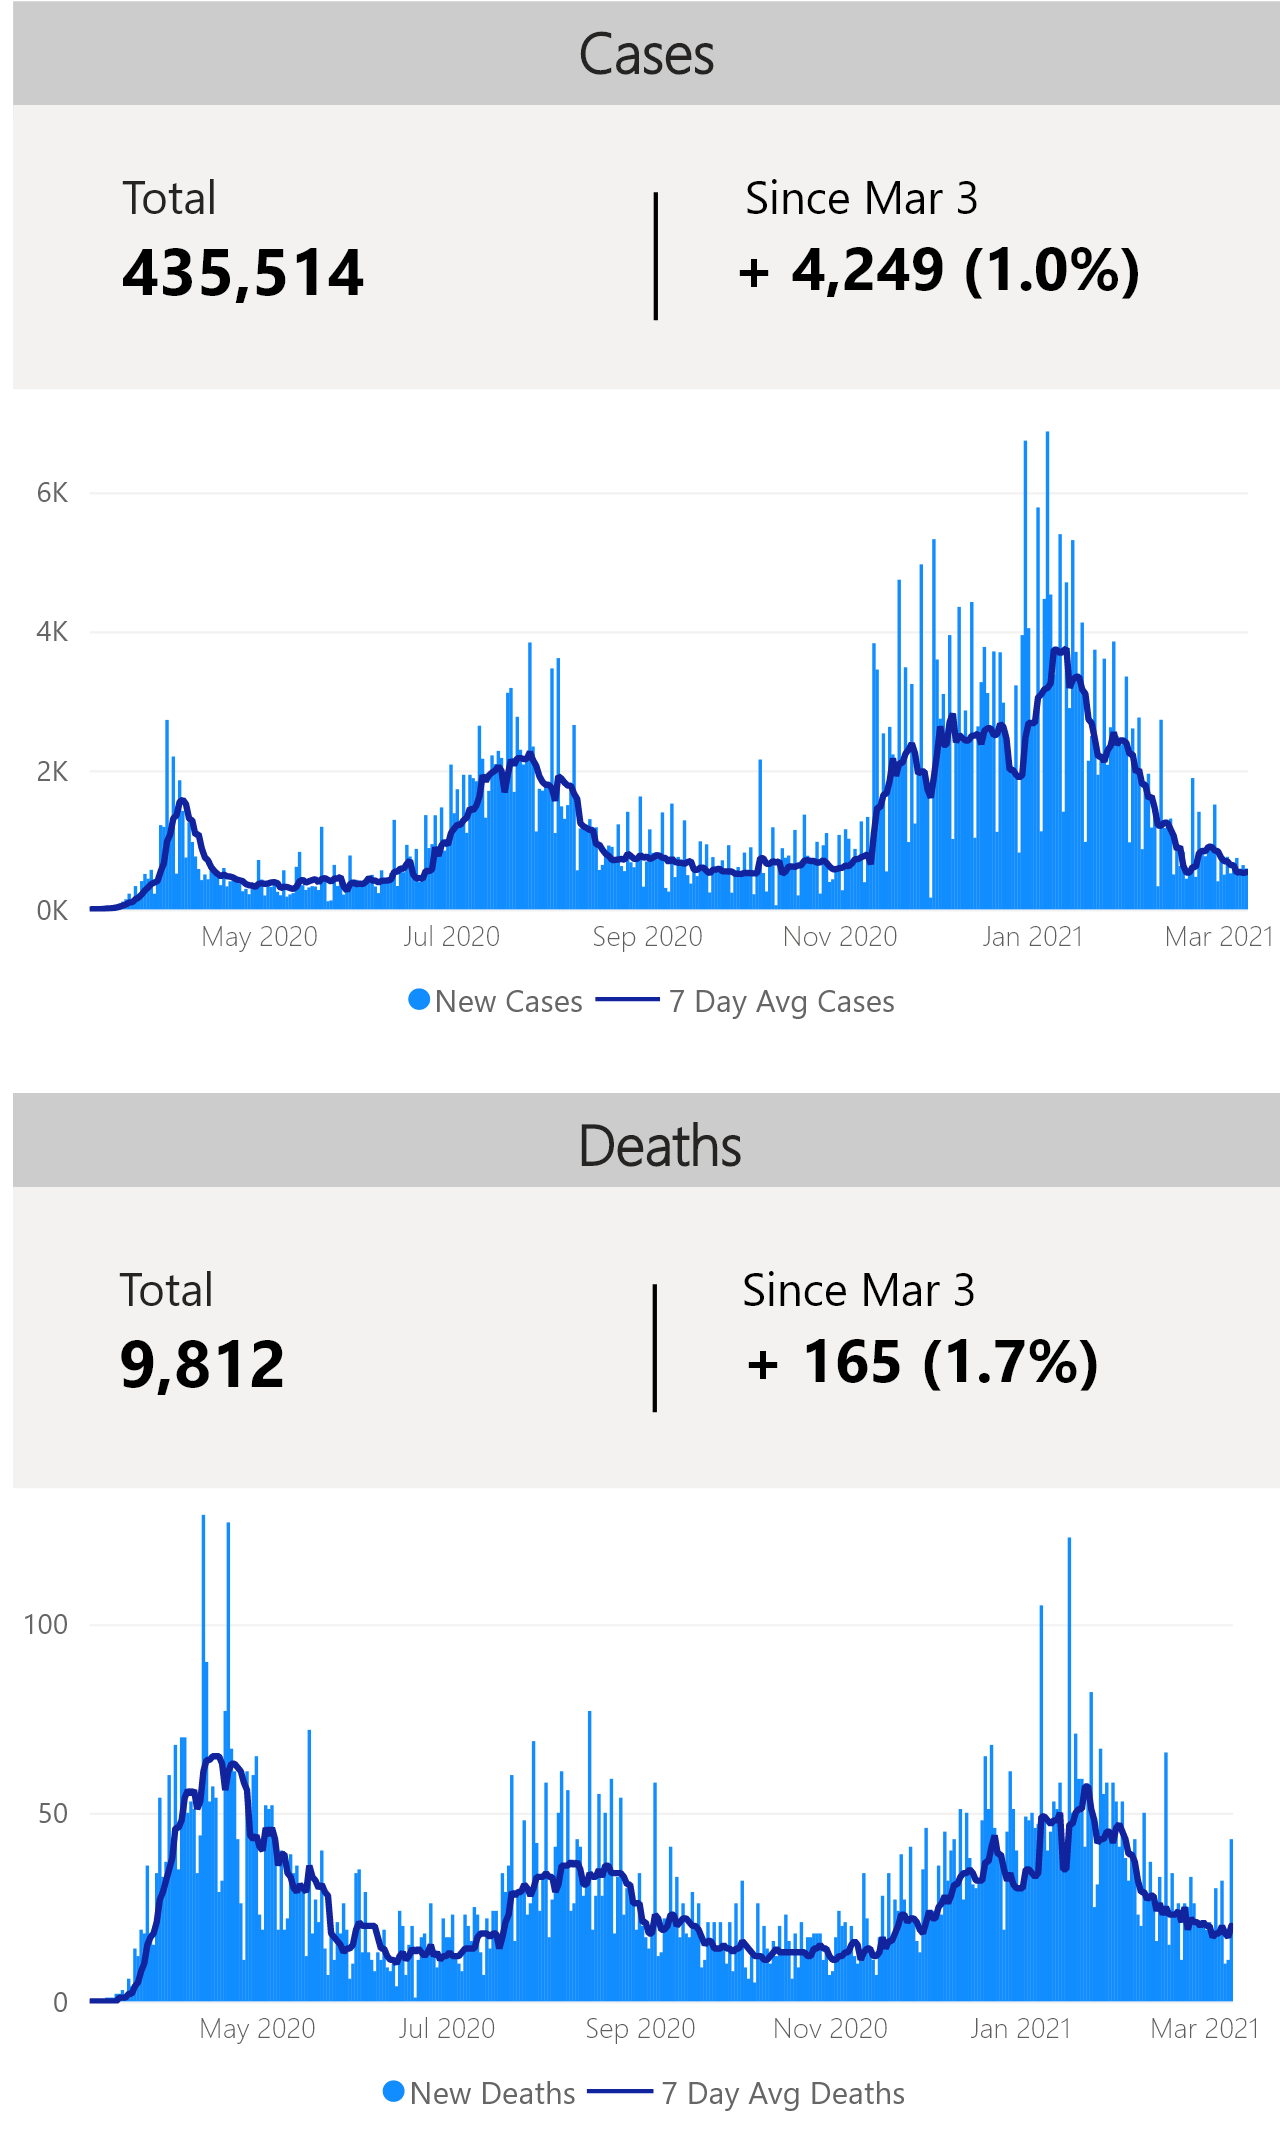 Cases
Total
Since Mar 3
435,514
+ 4,249 (1.0%)
6K
4K
2K
0K
May 2020
Jul 2020
Sep 2020
Nov 2020
Jan 2021
Mar 2021
New Cases
7 Day Avg Cases
Deaths
Total
Since Mar 3
9,812
+ 165 (1.7%)
100
50
0
May 2020
Jul 2020
Sep 2020
Nov 2020
Jan 2021
Mar 2021
New Deaths
7 Day Avg Deaths